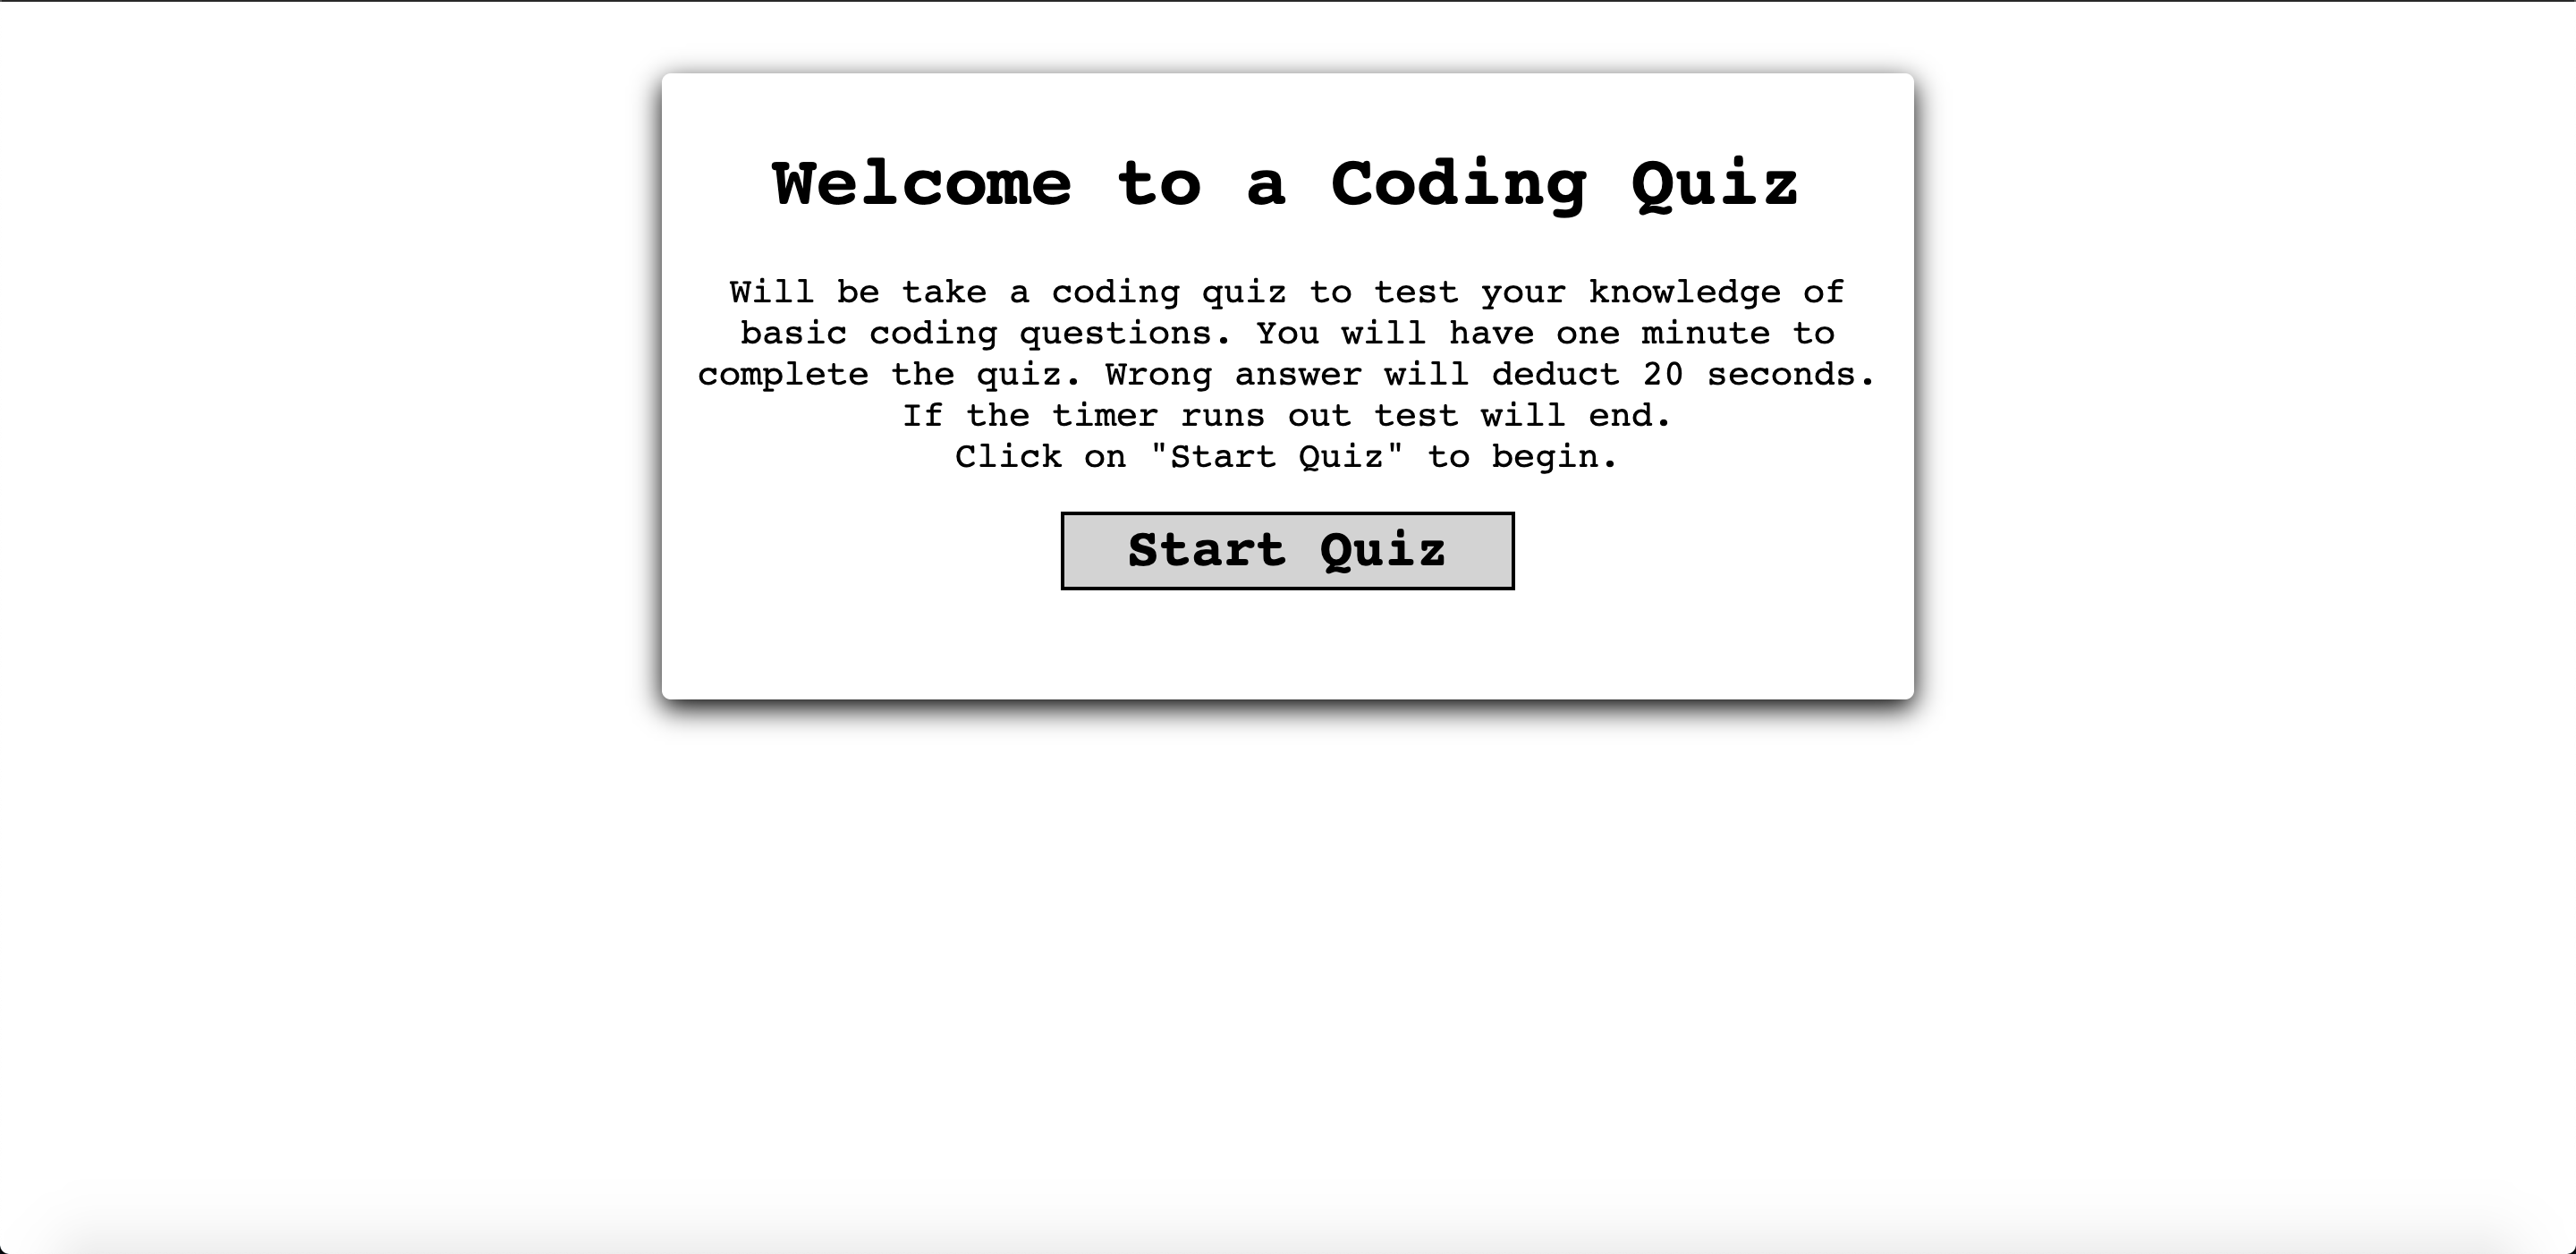 Welcome to a Coding Quiz
Will be take a coding quiz to test your knowledge of
basic coding questions. You will have one minute to
complete the quiz. Wrong answer will deduct 20 seconds.
If the timer runs out test will end.
Click on "Start Quiz" to begin.
Start Quiz